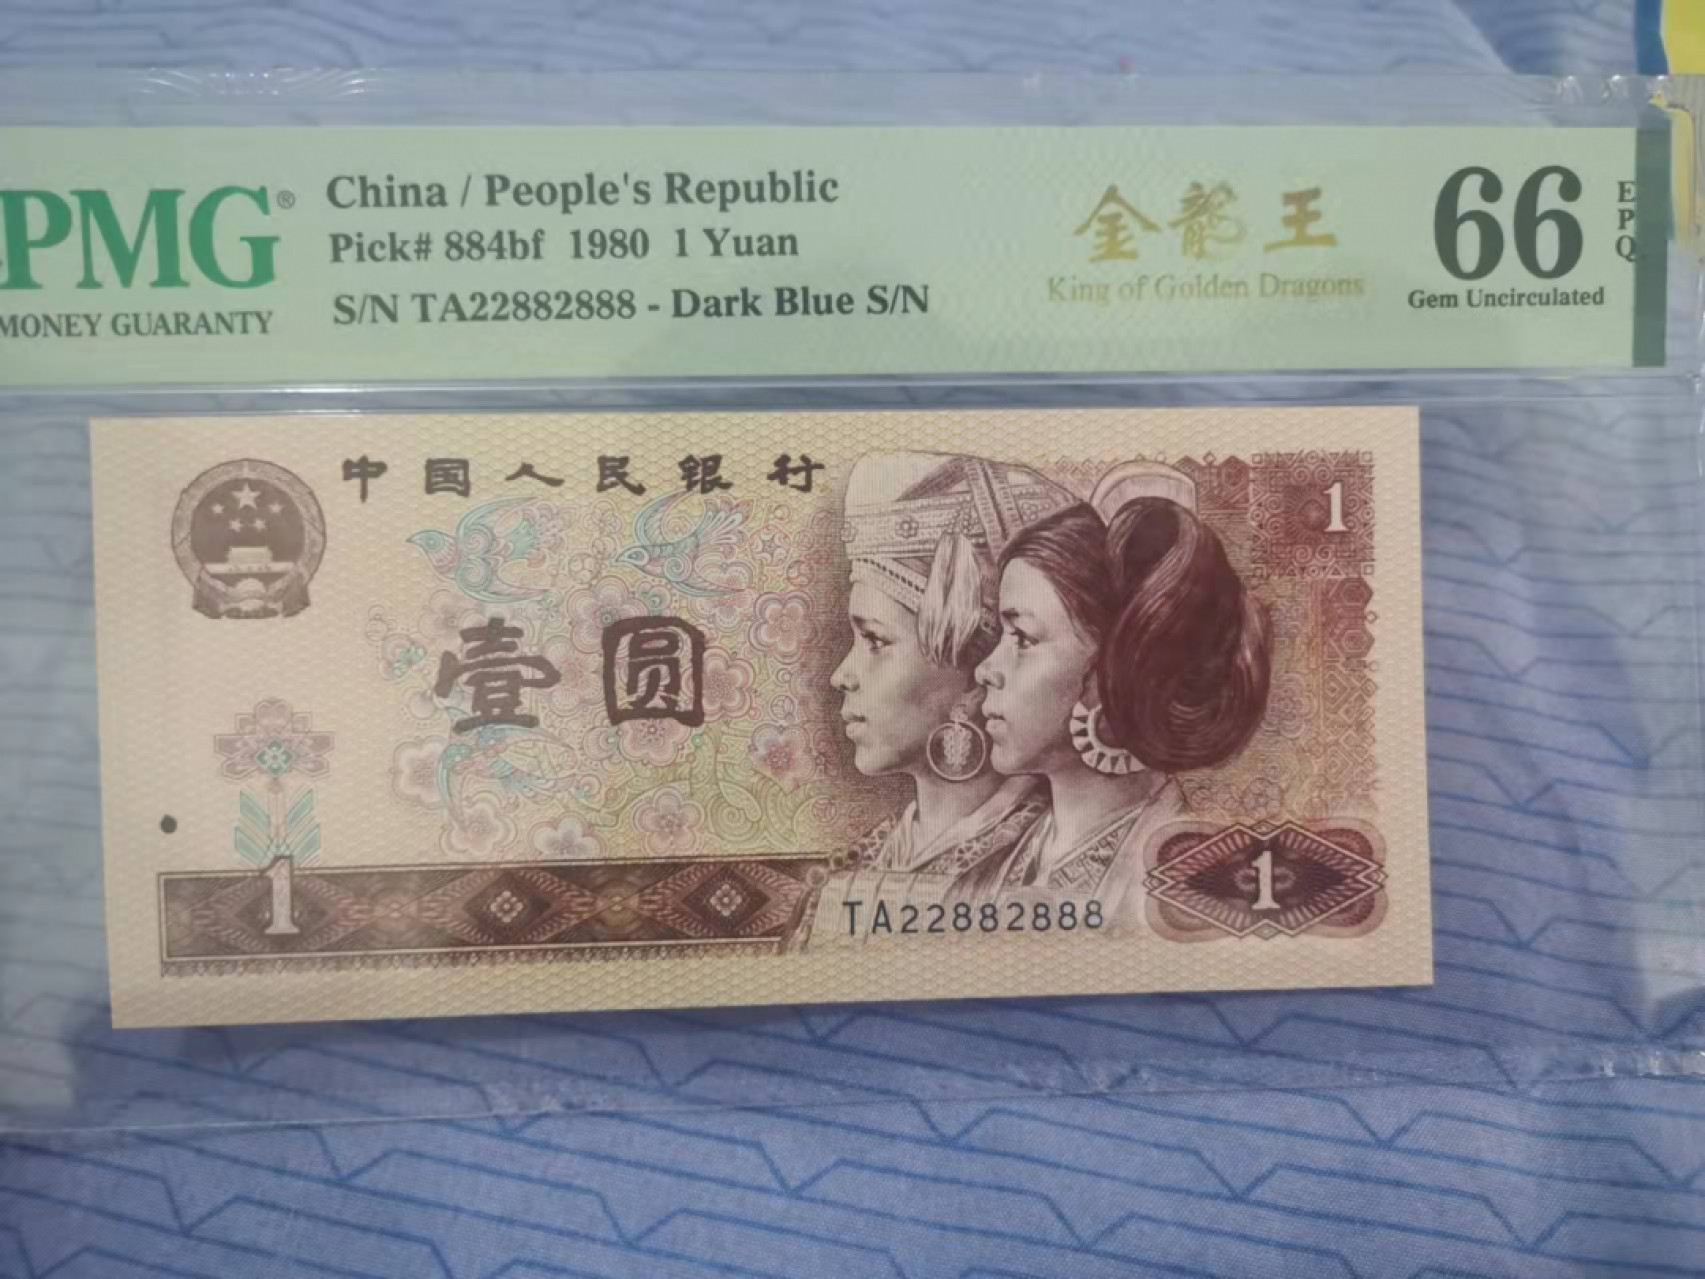 PMG®
MONEY GUARANTY
China / People's Republic
Pick# 884bf 1980 1 Yuan
S/N TA22882888 - Dark Blue S/N
金龍王
King of Golden Dragons
66
EPQ
Gem Uncirculated
中国人民银行
1
壹圆
1
TA22882888
1